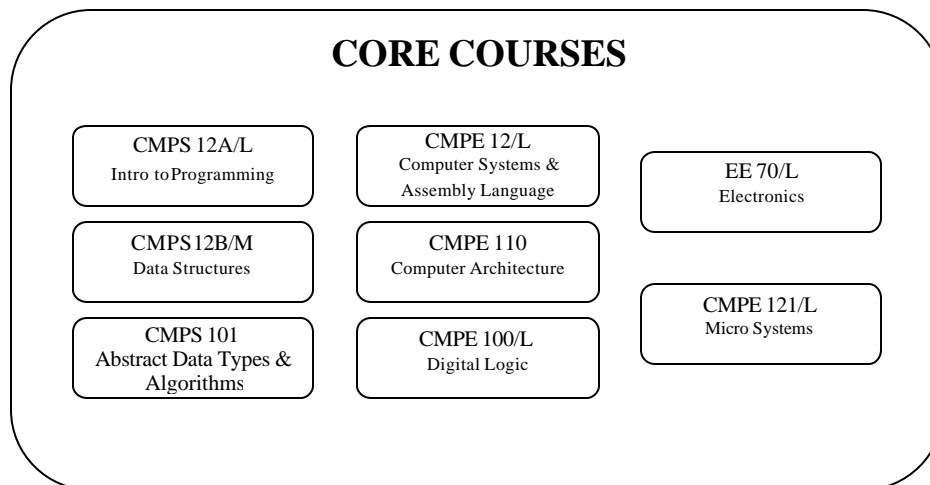 CORE COURSES
CMPS 12A/L
Intro to Programming
CMPS 12B/M
Data Structures
CMPS 101
Abstract Data Types &
Algorithms
CMPE 12/L
Computer Systems &
Assembly Language
CMPE 110
Computer Architecture
CMPE 100/L
Digital Logic
EE 70/L
Electronics
CMPE 121/L
Micro Systems